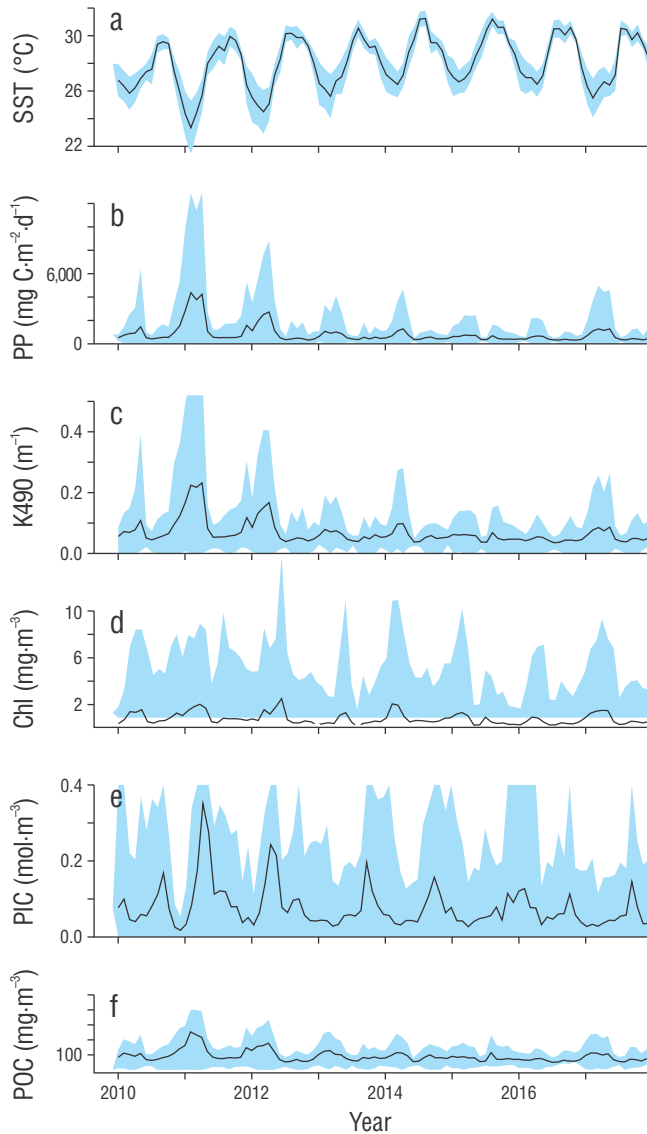 a
SST (°C)
30
26
22
b
PP (mg C·m⁻²·d⁻¹)
6,000
0
c
K490 (m⁻¹)
0.4
0.2
0.0
d
Chl (mg·m⁻³)
10
6
2
e
PIC (mol·m⁻³)
0.4
0.2
0.0
f
POC (mg·m⁻³)
100
2010 2012 2014 2016
Year